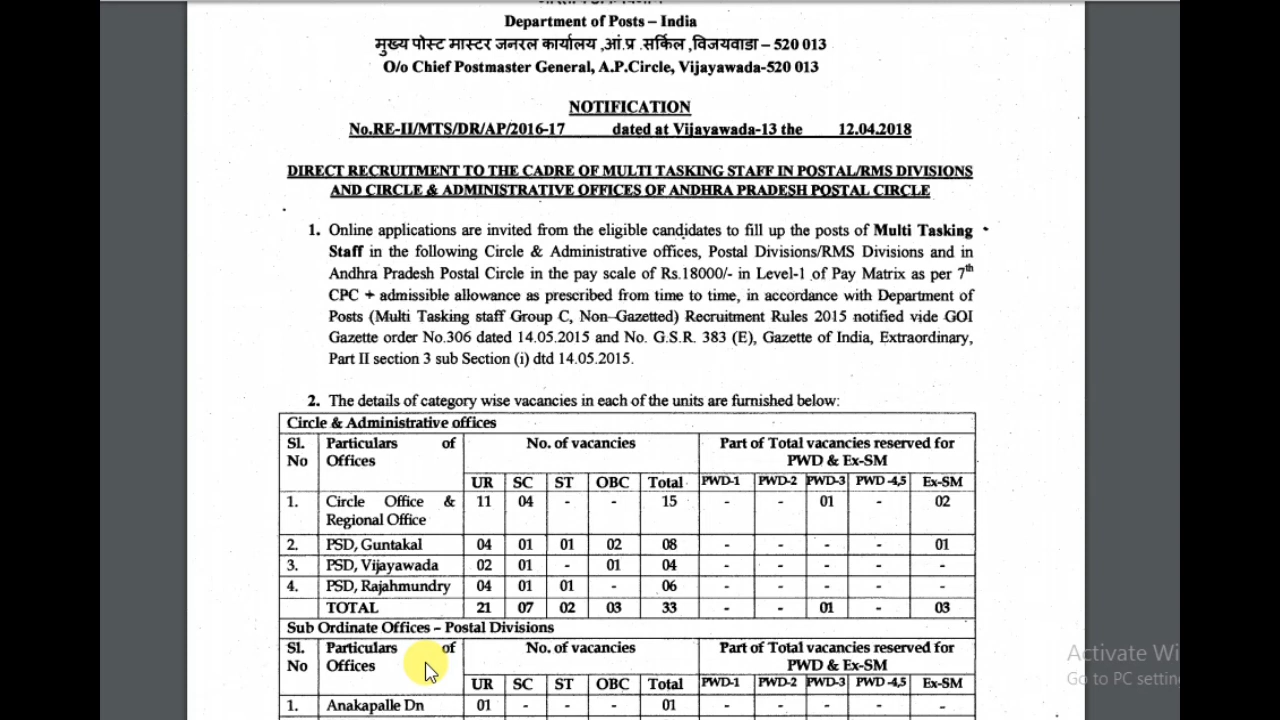 Department of Posts – India
मुख्य पोस्ट मास्टर जनरल कार्यालय ,आं.प्र .सर्किल ,विजयवाडा – 520 013
O/o Chief Postmaster General, A.P.Circle, Vijayawada-520 013
NOTIFICATION
No.RE-II/MTS/DR/AP/2016-17 dated at Vijayawada-13 the 12.04.2018
DIRECT RECRUITMENT TO THE CADRE OF MULTI TASKING STAFF IN POSTAL/RMS DIVISIONS
AND CIRCLE & ADMINISTRATIVE OFFICES OF ANDHRA PRADESH POSTAL CIRCLE
1. Online applications are invited from the eligible candidates to fill up the posts of Multi Tasking
Staff in the following Circle & Administrative offices, Postal Divisions/RMS Divisions and in
Andhra Pradesh Postal Circle in the pay scale of Rs.18000/- in Level-1 of Pay Matrix as per 7th
CPC + admissible allowance as prescribed from time to time, in accordance with Department of
Posts (Multi Tasking staff Group C, Non-Gazetted) Recruitment Rules 2015 notified vide GOI
Gazette order No.306 dated 14.05.2015 and No. G.S.R. 383 (E), Gazette of India, Extraordinary,
Part II section 3 sub Section (i) dtd 14.05.2015.
2. The details of category wise vacancies in each of the units are furnished below:
Circle & Administrative offices
Sl. Particulars of No. of vacancies Part of Total vacancies reserved for
No Offices PWD & Ex-SM
UR SC ST OBC Total PWD-1 PWD-2 PWD-3 PWD -4,5 Ex-SM
1. Circle Office & 11 04 - - 15 - - 01 - 02
Regional Office
2. PSD, Guntakal 04 01 01 02 08 - - - - 01
3. PSD, Vijayawada 02 01 - 01 04 - - - - -
4. PSD, Rajahmundry 04 01 01 - 06 - - - - -
TOTAL 21 07 02 03 33 - - 01 - 03
Sub Ordinate Offices – Postal Divisions
Sl. Particulars of No. of vacancies Part of Total vacancies reserved for
No Offices PWD & Ex-SM
UR SC ST OBC Total PWD-1 PWD-2 PWD-3 PWD -4,5 Ex-SM
1. Anakapalle Dn 01 - - - 01 - - - - -
Activate Wi
Go to PC settin